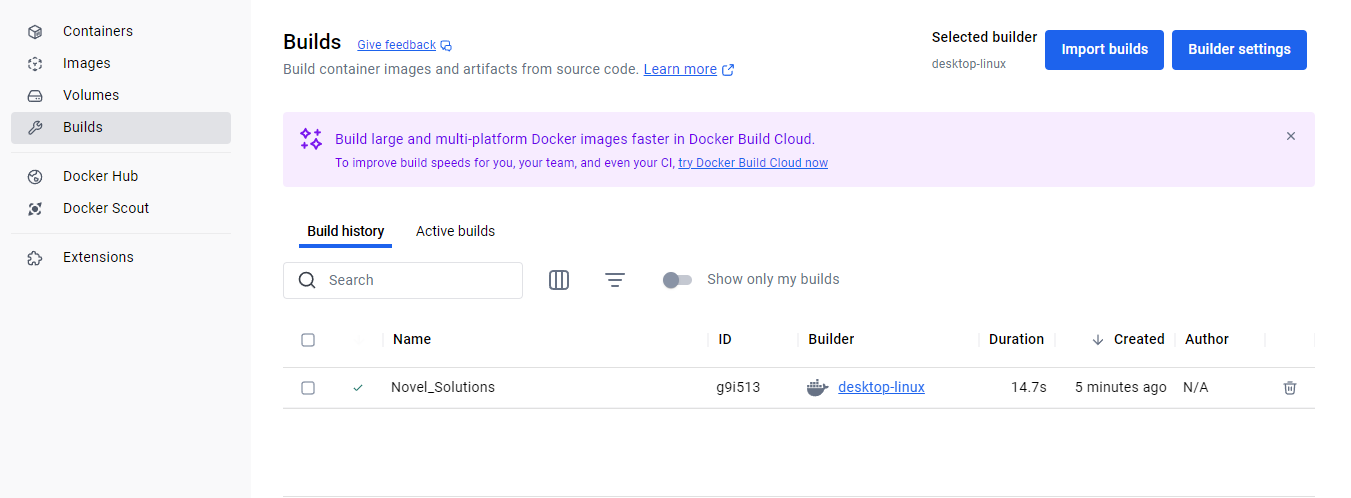 Containers
Images
Volumes
Builds
Docker Hub
Docker Scout
Extensions
Builds Give feedback
Build container images and artifacts from source code. Learn more
Selected builder
desktop-linux
Import builds
Builder settings
Build large and multi-platform Docker images faster in Docker Build Cloud.
To improve build speeds for you, your team, and even your CI, try Docker Build Cloud now
Build history Active builds
Search Show only my builds
Name ID Builder Duration Created Author
Novel_Solutions g9i513 desktop-linux 14.7s 5 minutes ago N/A